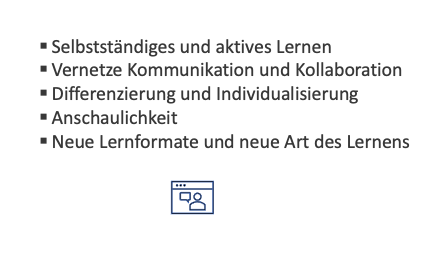 ▪ Selbstständiges und aktives Lernen
▪ Vernetze Kommunikation und Kollaboration
▪ Differenzierung und Individualisierung
▪ Anschaulichkeit
▪ Neue Lernformate und neue Art des Lernens